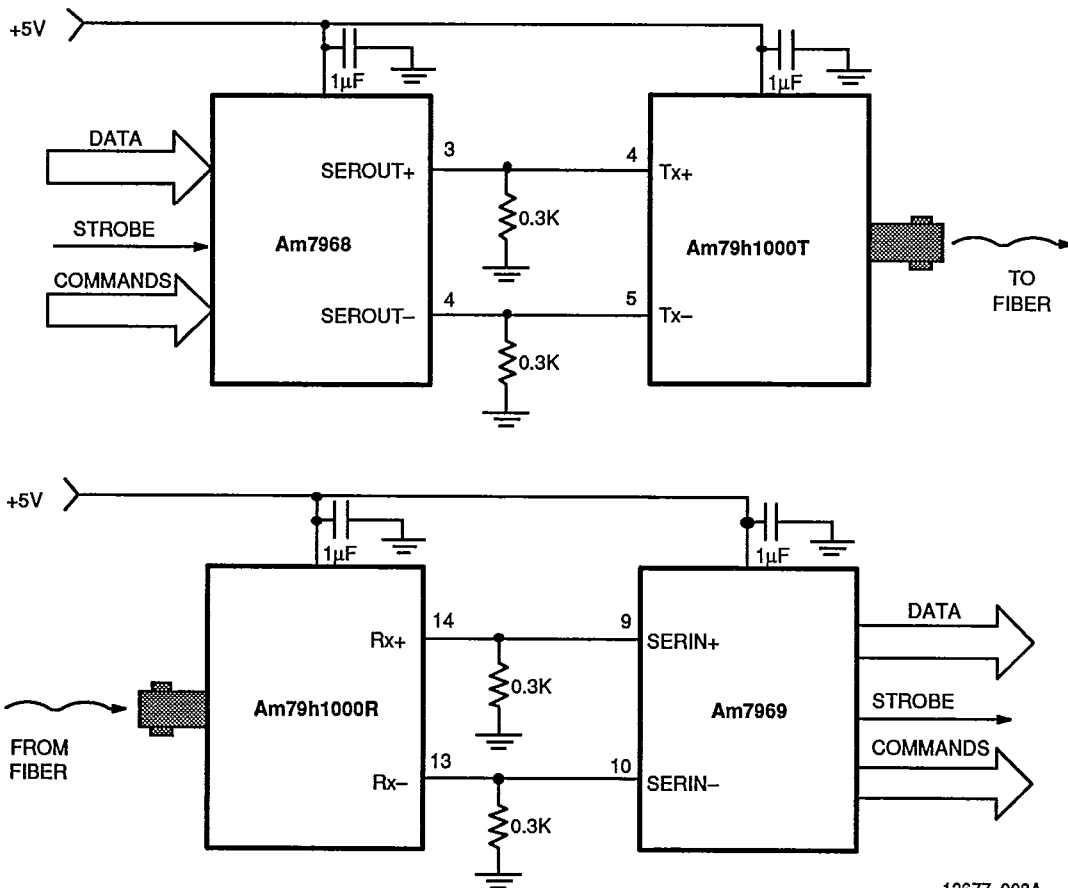 +5V
1µF
1µF
DATA
3
4
SEROUT+
Tx+
0.3K
STROBE
Am7968
Am79h1000T
COMMANDS
4
5
TO
FIBER
SEROUT–
Tx–
0.3K
+5V
1µF
1µF
14
9
DATA
Rx+
SERIN+
0.3K
Am79h1000R
Am7969
STROBE
FROM
FIBER
13
10
COMMANDS
Rx–
SERIN–
0.3K